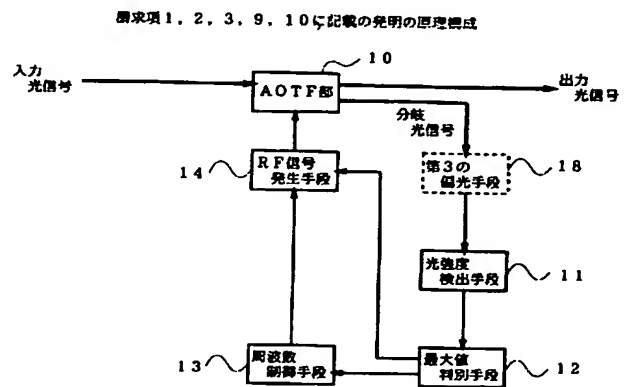 請求項1，2，3，9，10に記載の発明の原理構成
10
入力
光信号
AOTF部
出力
光信号
分岐
光信号
14
RF信号
発生手段
第3の
偏光手段
18
光強度
検出手段
11
13
周波数
制御手段
最大値
判別手段
12